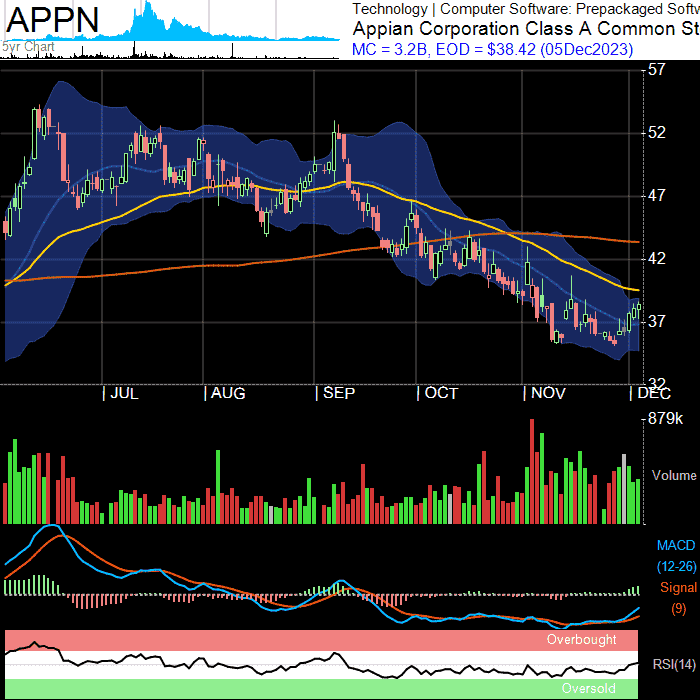 APPN
5yr Chart
Technology | Computer Software: Prepackaged Softw
Appian Corporation Class A Common St
MC = 3.2B, EOD = $38.42 (05Dec2023)
57
52
47
42
37
32
| JUL | AUG | SEP | OCT | NOV | DEC
879k
Volume
MACD
(12-26)
Signal
(9)
Overbought
RSI(14)
Oversold